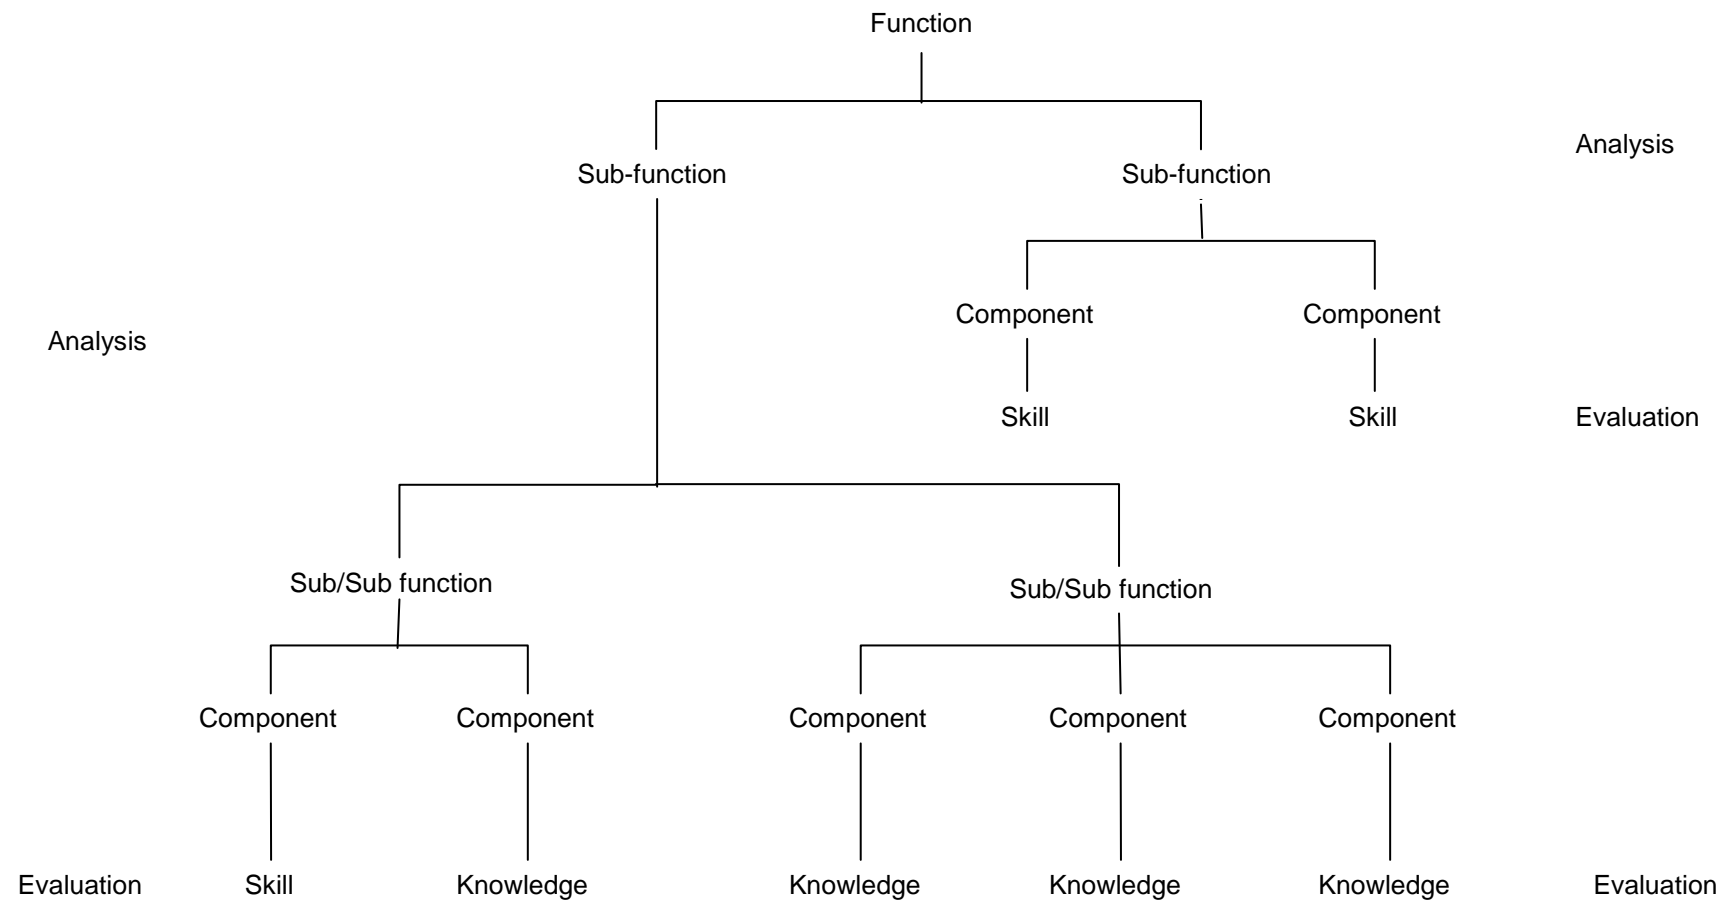 Function
Analysis
Sub-function
Sub-function
Component
Component
Analysis
Skill
Skill
Evaluation
Sub/Sub function
Sub/Sub function
Component
Component
Component
Component
Component
Evaluation
Skill
Knowledge
Knowledge
Knowledge
Knowledge
Evaluation